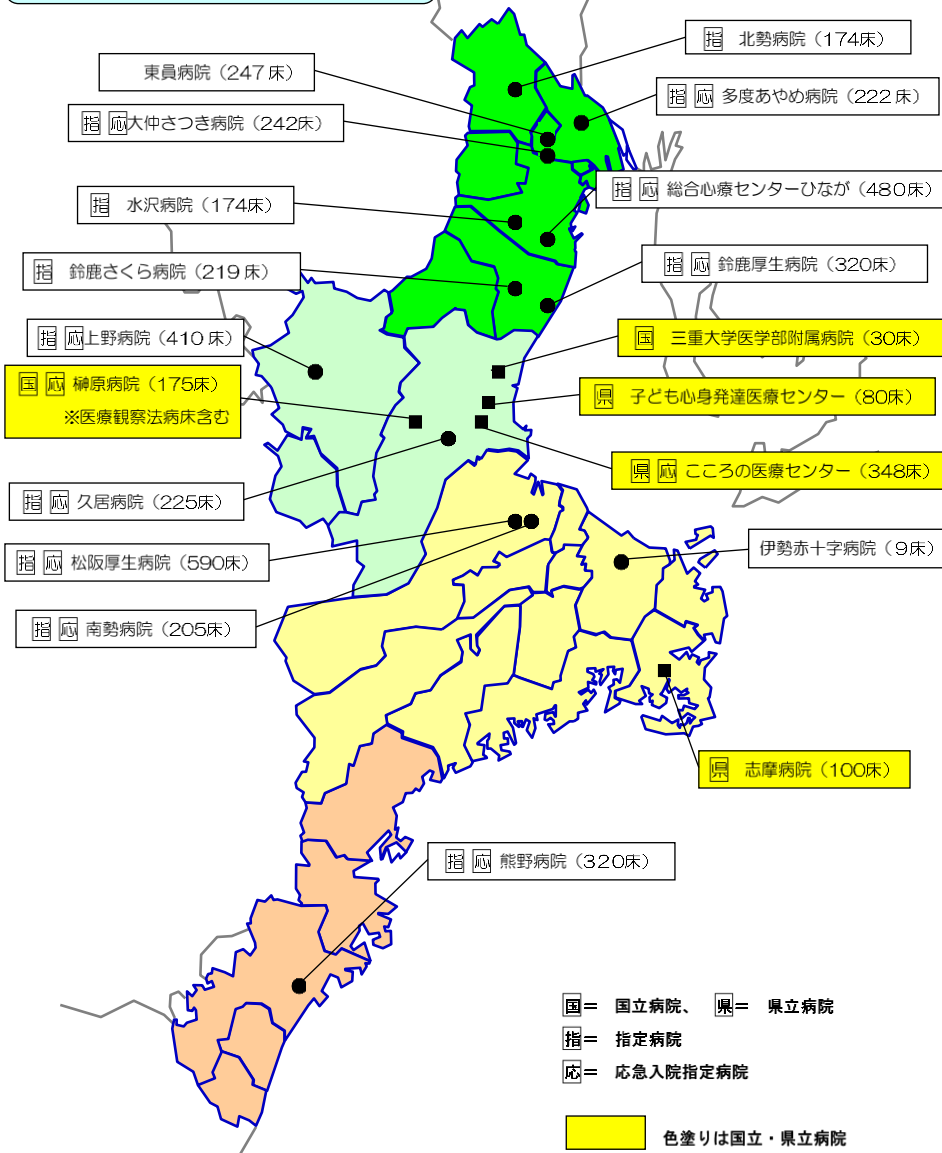 指 北勢病院（174床）
東員病院（247床）
指 応 多度あやめ病院（222床）
指 応大仲さつき病院（242床）
指 応 総合心療センターひなが（480床）
指 水沢病院（174床）
指 応 鈴鹿厚生病院（320床）
指 鈴鹿さくら病院（219床）
指 応上野病院（410床）
国 三重大学医学部附属病院（30床）
国 応 榊原病院（175床）
※医療観察法病床含む
県 子ども心身発達医療センター（80床）
県 応 こころの医療センター（348床）
指 応 久居病院（225床）
指 応 松阪厚生病院（590床）
伊勢赤十字病院（9床）
指 応 南勢病院（205床）
県 志摩病院（100床）
指 応 熊野病院（320床）
国＝ 国立病院、 県＝ 県立病院
指＝ 指定病院
応＝ 応急入院指定病院
色塗りは国立・県立病院